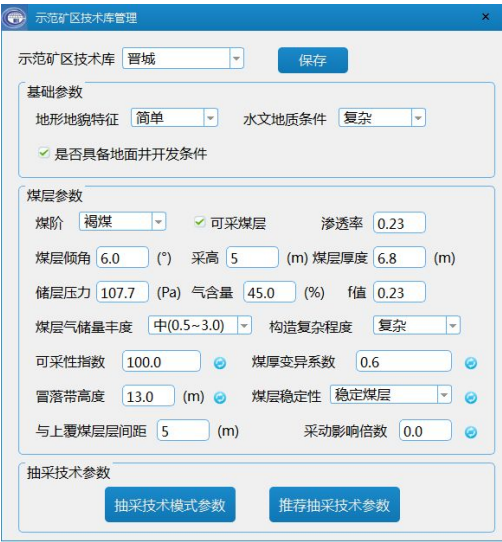 示范矿区技术库管理 ×
示范矿区技术库 晋城 保存
基础参数
地形地貌特征 简单 水文地质条件 复杂
是否具备地面井开发条件
煤层参数
煤阶 褐煤 可采煤层 渗透率 0.23
煤层倾角 6.0 (°) 采高 5 (m) 煤层厚度 6.8 (m)
储层压力 107.7 (Pa) 气含量 45.0 (%) f值 0.23
煤层气储量丰度 中(0.5~3.0) 构造复杂程度 复杂
可采性指数 100.0 煤厚变异系数 0.6
冒落带高度 13.0 (m) 煤层稳定性 稳定煤层
与上覆煤层层间距 5 (m) 采动影响倍数 0.0
抽采技术参数
抽采技术模式参数 推荐抽采技术参数